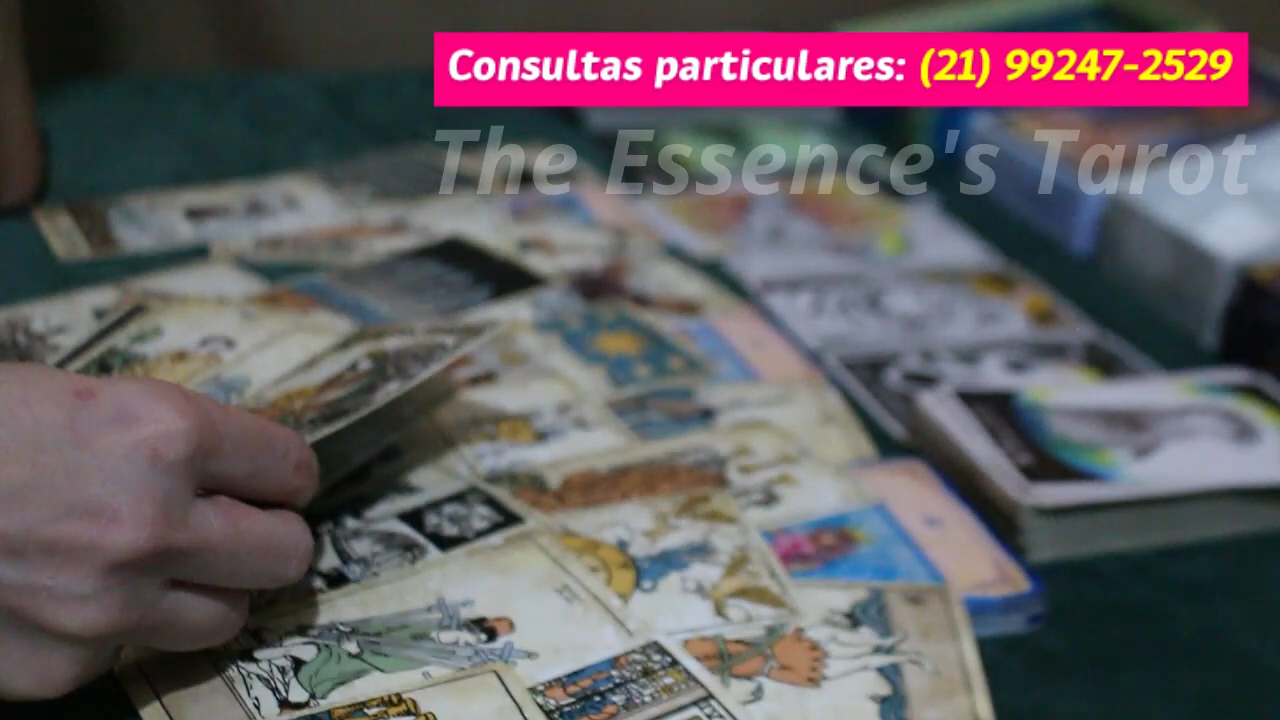 Consultas particulares: (21) 99247-2529
The Essence's Tarot